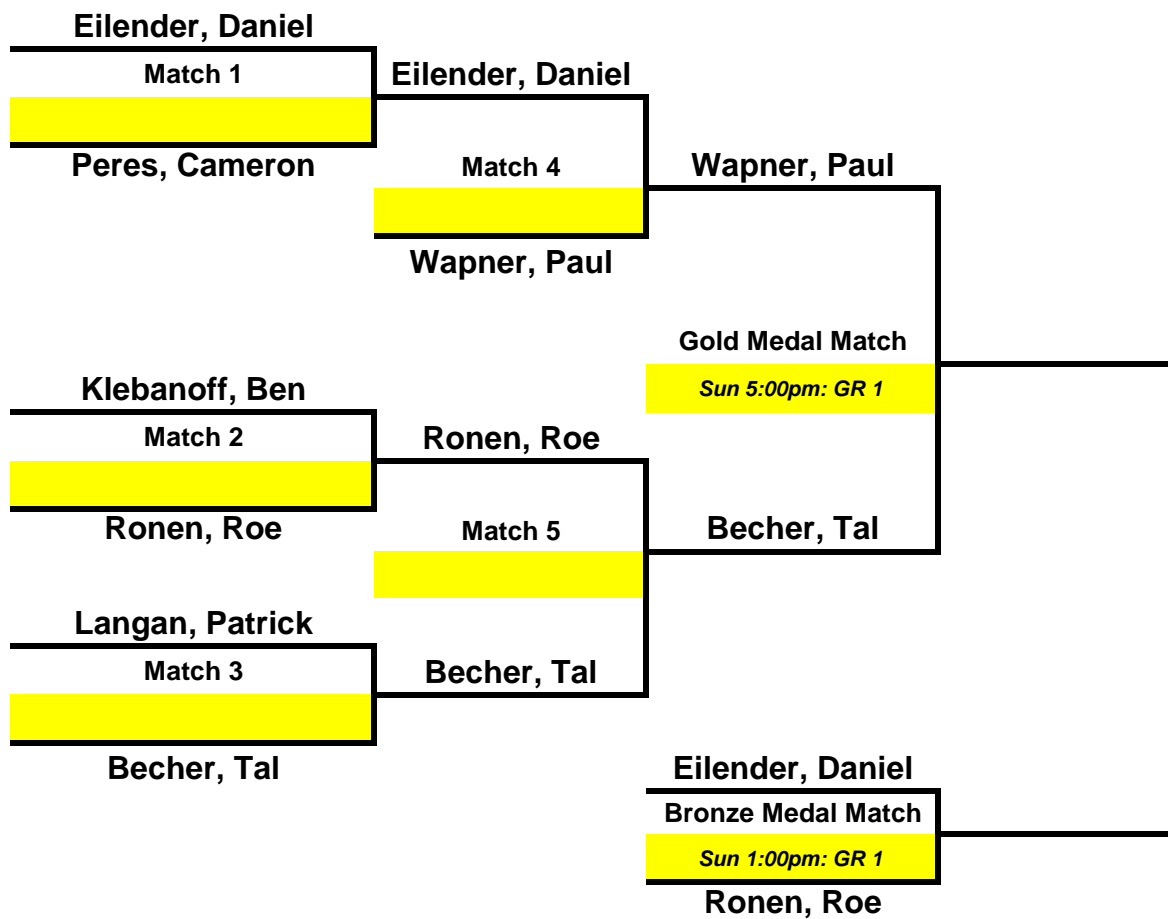 Eilender, Daniel
Match 1
Peres, Cameron
Eilender, Daniel
Match 4
Wapner, Paul
Wapner, Paul
Gold Medal Match
Sun 5:00pm: GR 1
Klebanoff, Ben
Match 2
Ronen, Roe
Ronen, Roe
Match 5
Becher, Tal
Langan, Patrick
Match 3
Becher, Tal
Becher, Tal
Eilender, Daniel
Bronze Medal Match
Sun 1:00pm: GR 1
Ronen, Roe